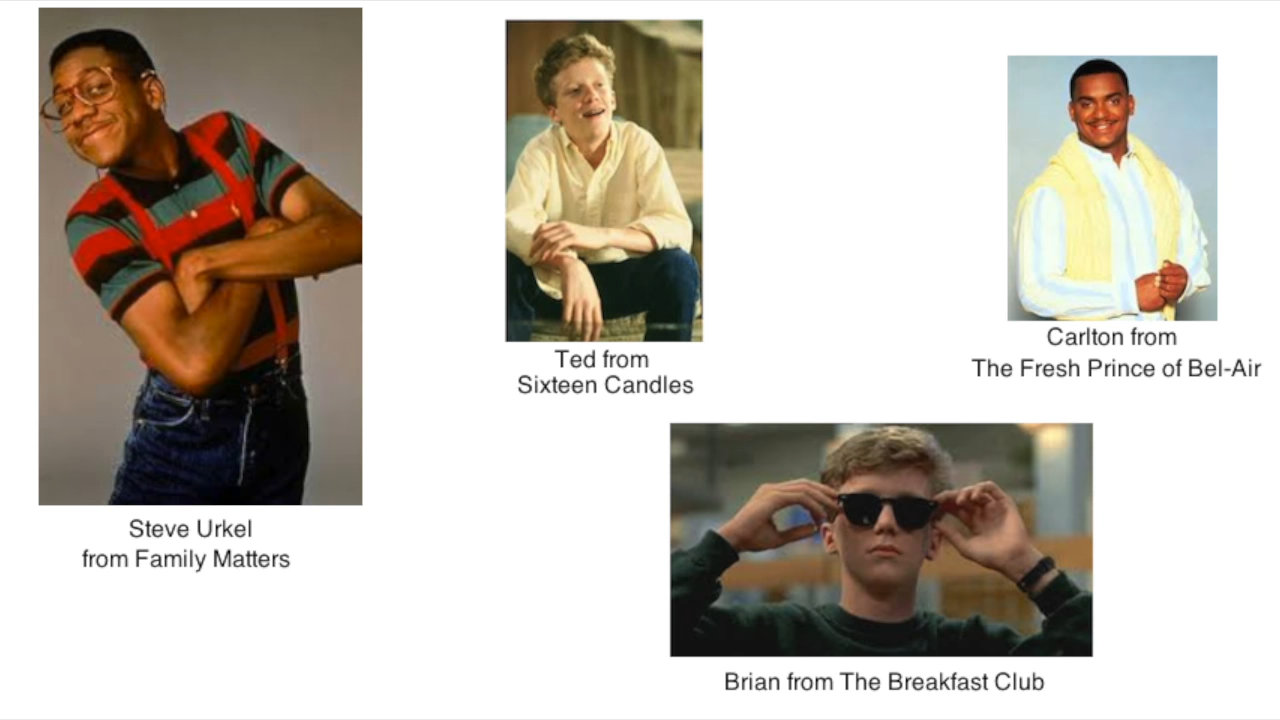 Steve Urkel
from Family Matters
Ted from
Sixteen Candles
Carlton from
The Fresh Prince of Bel-Air
Brian from The Breakfast Club